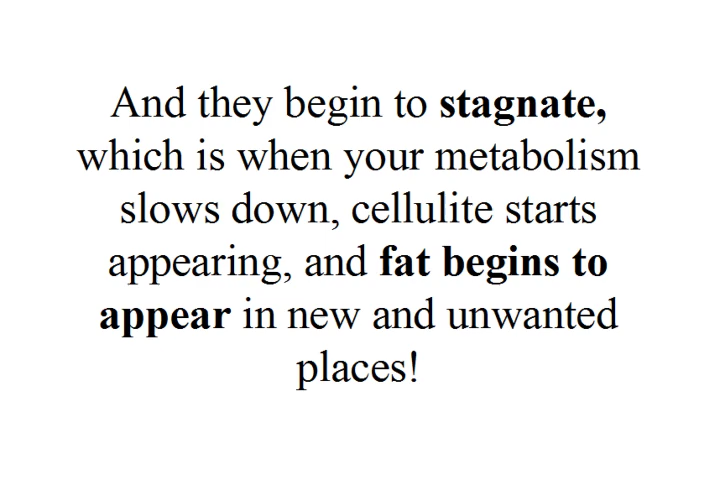 And they begin to stagnate,
which is when your metabolism
slows down, cellulite starts
appearing, and fat begins to
appear in new and unwanted
places!